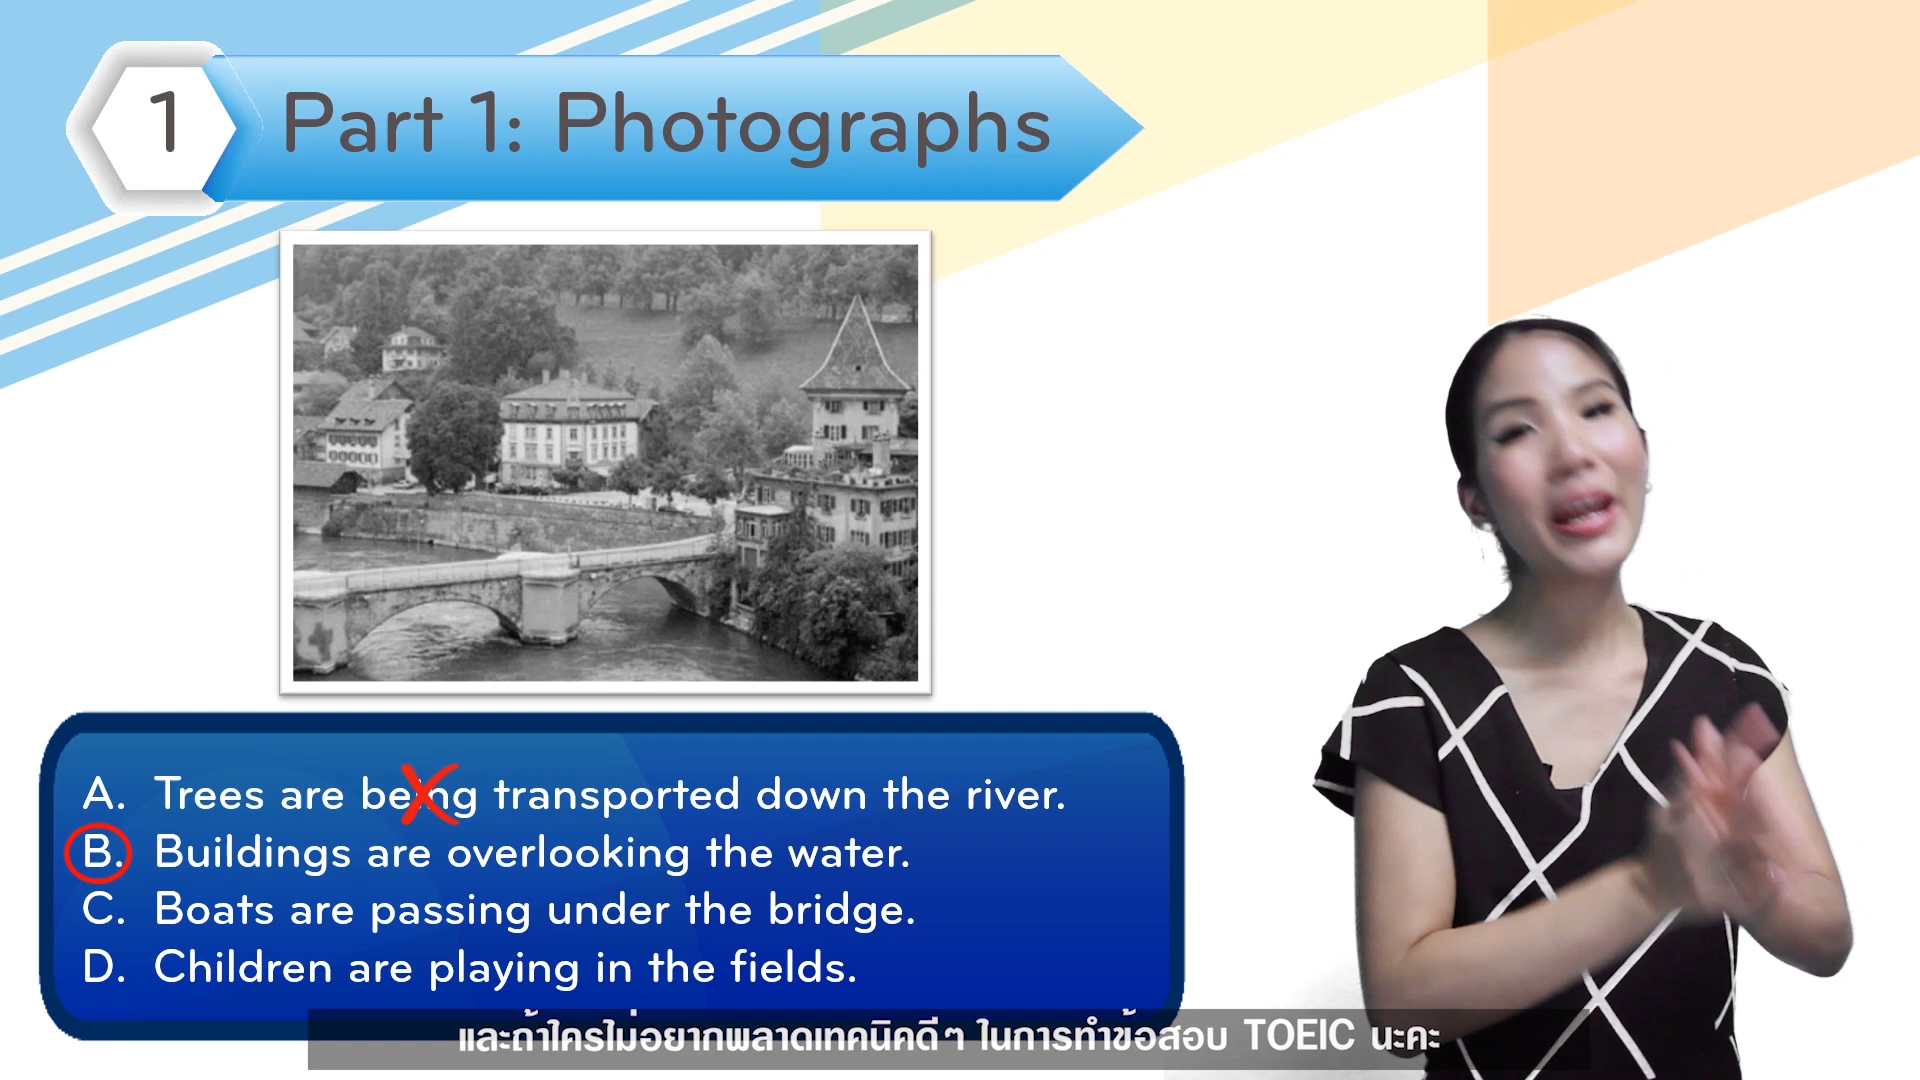 1 Part 1: Photographs
A. Trees are being transported down the river.
B. Buildings are overlooking the water.
C. Boats are passing under the bridge.
D. Children are playing in the fields.
และถ้าใครไม่อยากพลาดเทคนิคดีๆ ในการทำข้อสอบ TOEIC นะคะ